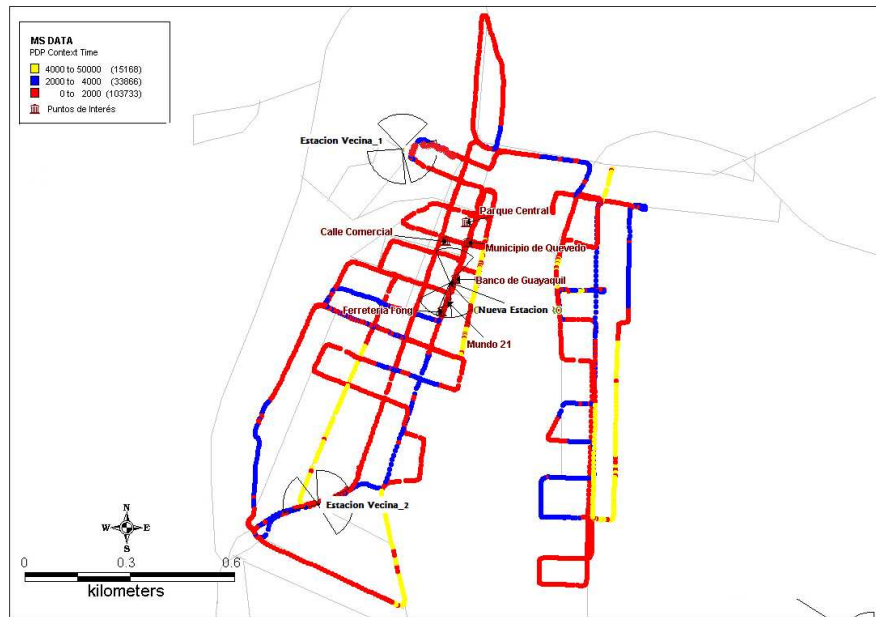 MS DATA
PDP Context Time
4000 to 50000 (15168)
2000 to 4000 (33866)
0 to 2000 (103733)
Puntos de Interés
Estacion Vecina_1
Parque Central
Calle Comercial
Municipio de Quevedo
Banco de Guayaquil
Nueva Estacion
Ferreteria Fong
Mundo 21
Estacion Vecina_2
N
W E
S
0 0.3 0.6
kilometers